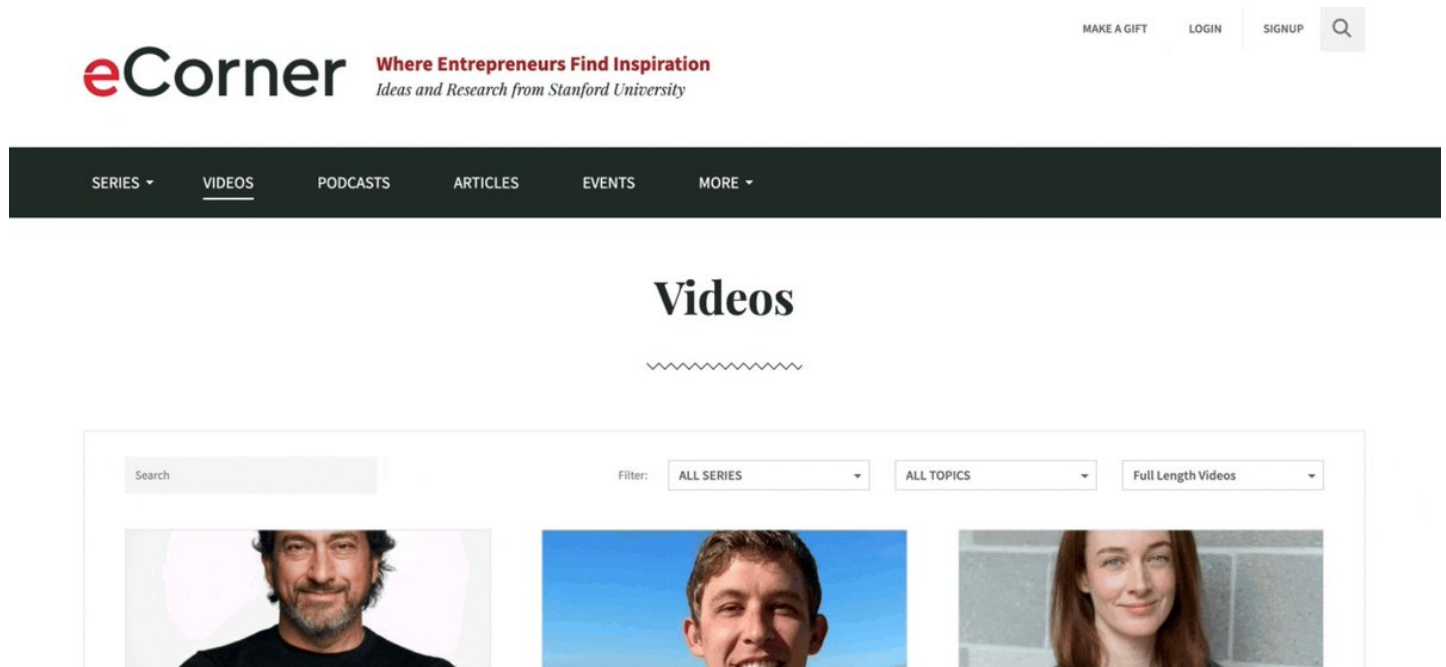 MAKE A GIFT LOGIN SIGNUP
eCorner
Where Entrepreneurs Find Inspiration
Ideas and Research from Stanford University
SERIES VIDEOS PODCASTS ARTICLES EVENTS MORE
Videos
Search Filter: ALL SERIES ALL TOPICS Full Length Videos